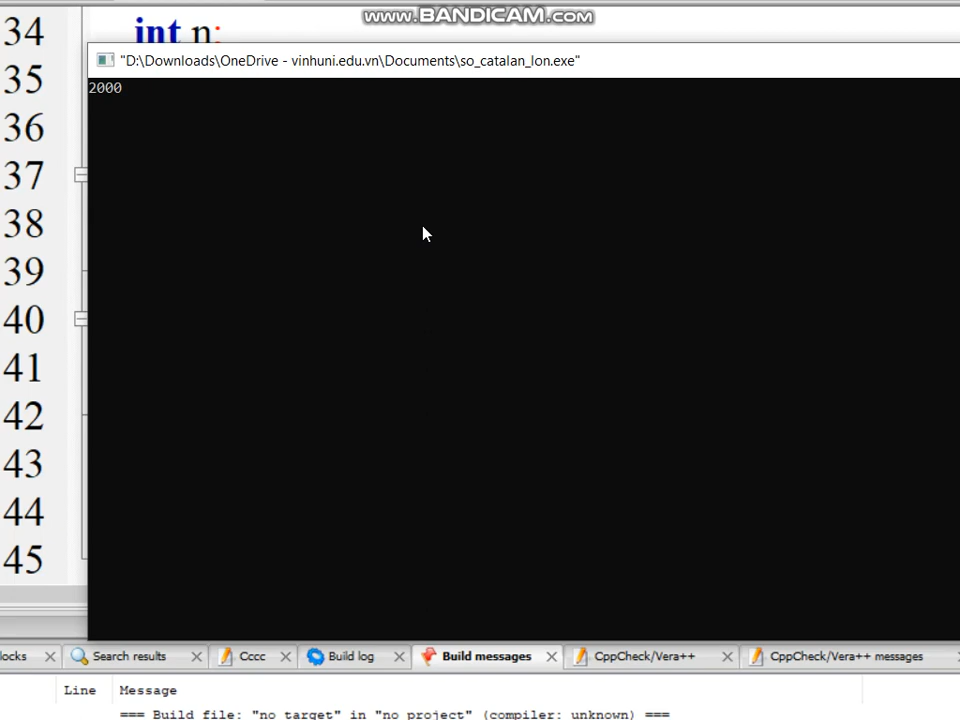 www.BANDICAM.com
34 int n;
"D:\Downloads\OneDrive - vinhuni.edu.vn\Documents\so_catalan_lon.exe"
2000
35
36
37
38
39
40
41
42
43
44
45
locks Search results Cccc Build log Build messages CppCheck/Vera++ CppCheck/Vera++ messages
Line Message
=== Build file: "no target" in "no project" (compiler: unknown) ===